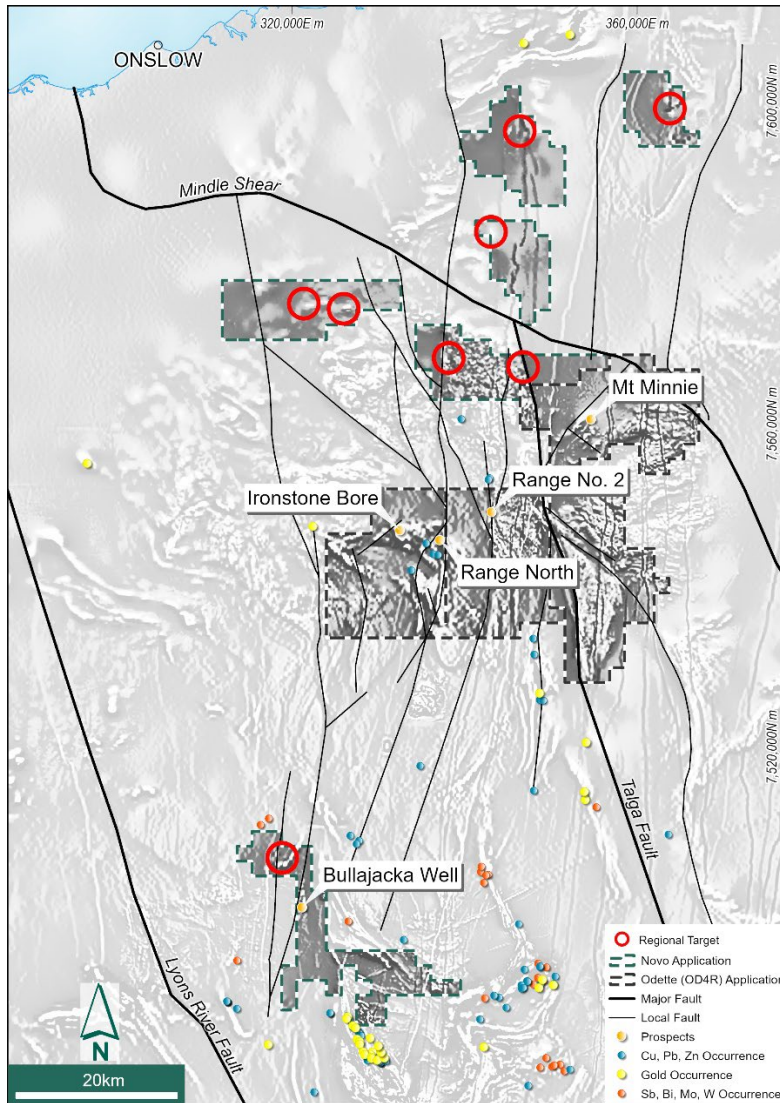 320,000E m
360,000E m
ONSLOW
7,600,000N m
Mindle Shear
Mt Minnie
7,560,000N m
Range No. 2
Ironstone Bore
Range North
7,520,000N m
Talga Fault
Bullajacka Well
Lyons River Fault
N
20km
Regional Target
Novo Application
Odette (OD4R) Application
Major Fault
Local Fault
Prospects
Cu, Pb, Zn Occurrence
Gold Occurrence
Sb, Bi, Mo, W Occurrence